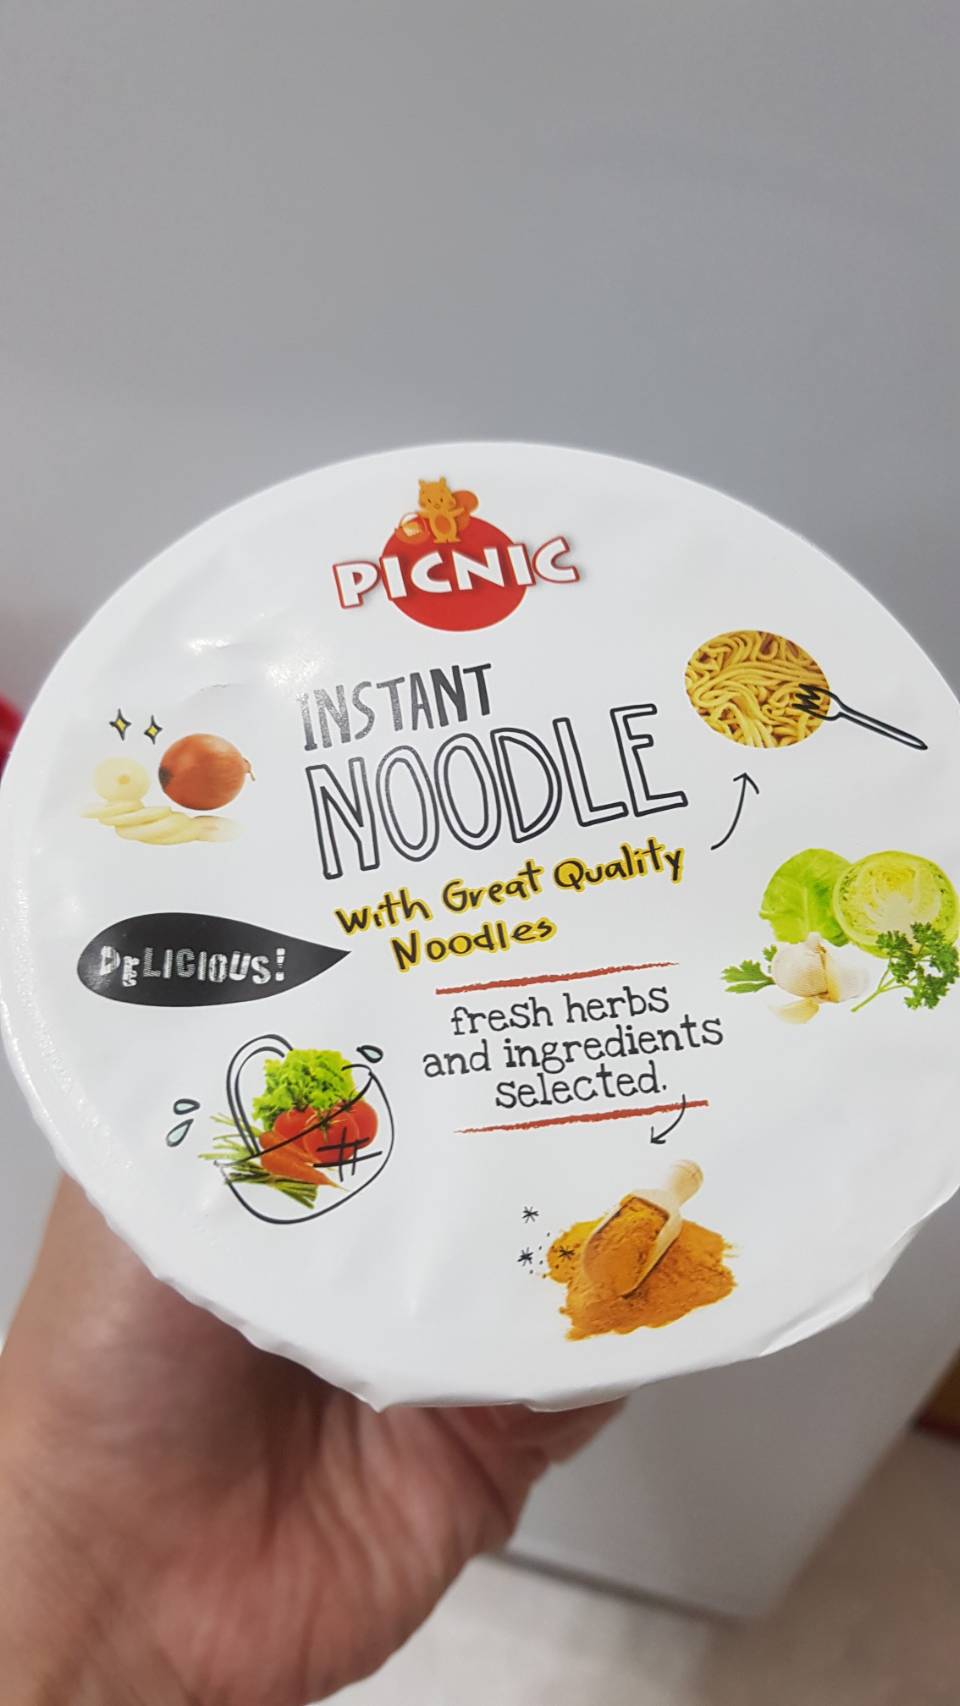 PICNIC
INSTANT
NOODLE
With Great Quality
Noodles
DELICIOUS!
fresh herbs
and ingredients
selected.